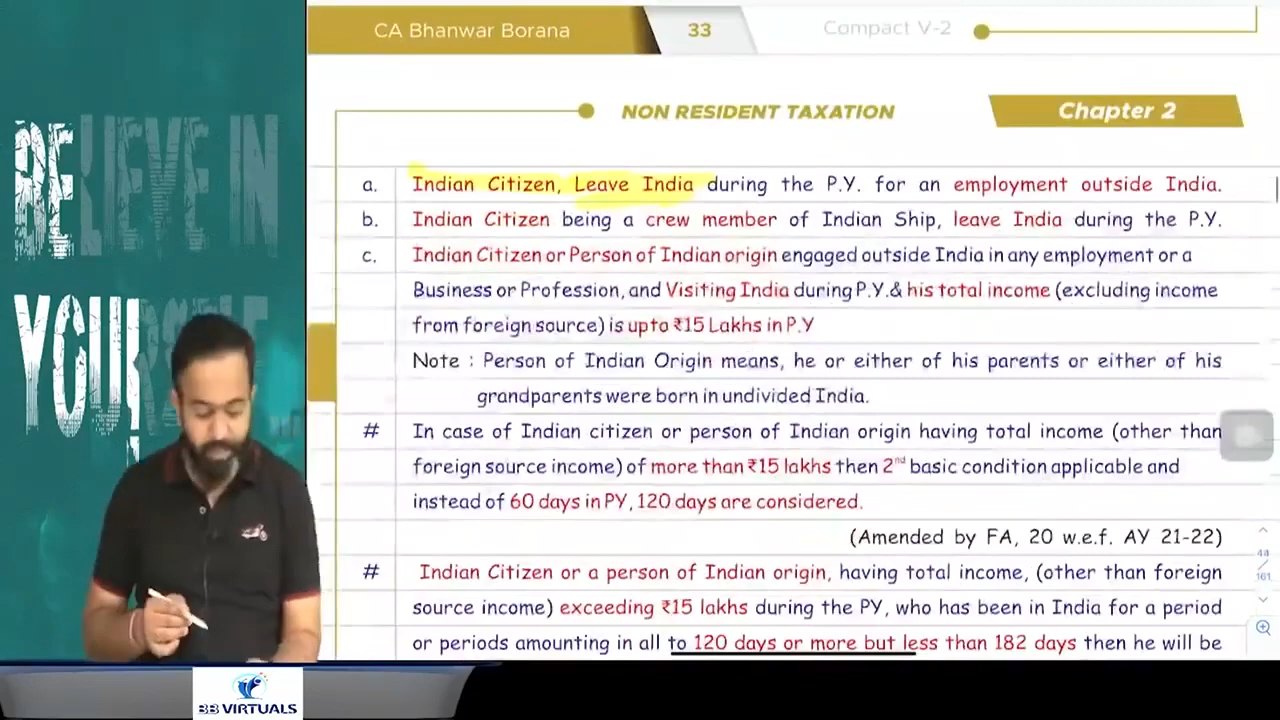 CA Bhanwar Borana
33
Compact V-2
NON RESIDENT TAXATION
Chapter 2
BELIEVE IN
YOURSELF
a. Indian Citizen, Leave India during the P.Y. for an employment outside India.
b. Indian Citizen being a crew member of Indian Ship, leave India during the P.Y.
c. Indian Citizen or Person of Indian origin engaged outside India in any employment or a
Business or Profession, and Visiting India during P.Y.& his total income (excluding income
from foreign source) is upto ₹15 Lakhs in P.Y
Note : Person of Indian Origin means, he or either of his parents or either of his
grandparents were born in undivided India.
# In case of Indian citizen or person of Indian origin having total income (other than
foreign source income) of more than ₹15 lakhs then 2nd basic condition applicable and
instead of 60 days in PY, 120 days are considered.
(Amended by FA, 20 w.e.f. AY 21-22)
# Indian Citizen or a person of Indian origin, having total income, (other than foreign
source income) exceeding ₹15 lakhs during the PY, who has been in India for a period
or periods amounting in all to 120 days or more but less than 182 days then he will be
44
161
BB VIRTUALS